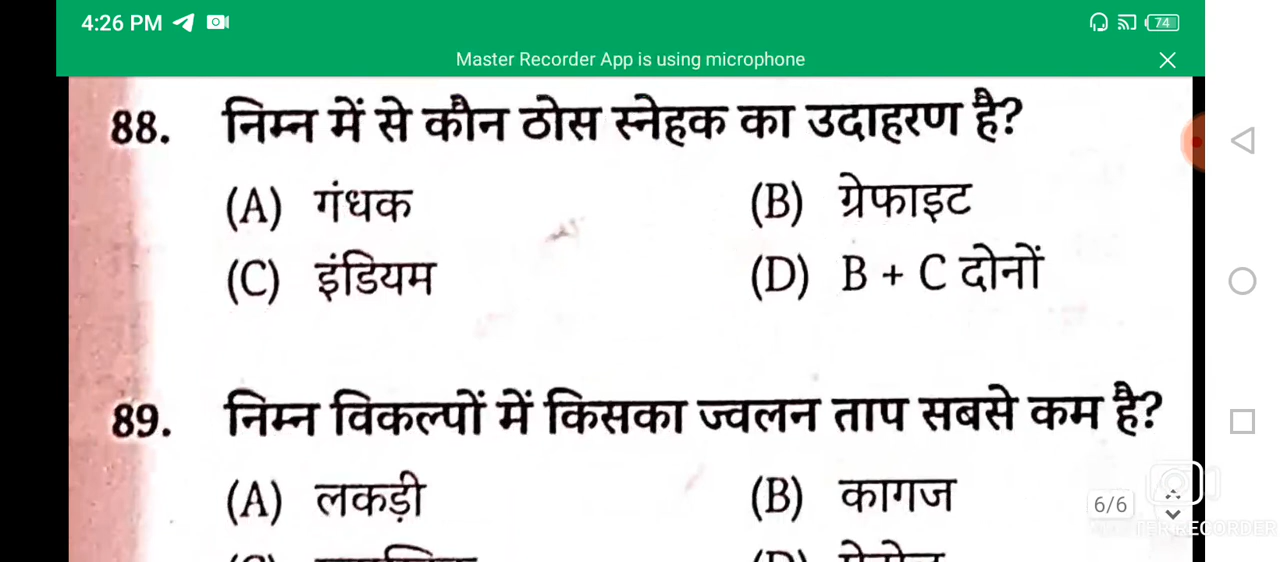 4:26 PM 74
Master Recorder App is using microphone
88. निम्न में से कौन ठोस स्नेहक का उदाहरण है?
(A) गंधक (B) ग्रेफाइट
(C) इंडियम (D) B + C दोनों
89. निम्न विकल्पों में किसका ज्वलन ताप सबसे कम है?
(A) लकड़ी (B) कागज
6/6
RECORDER